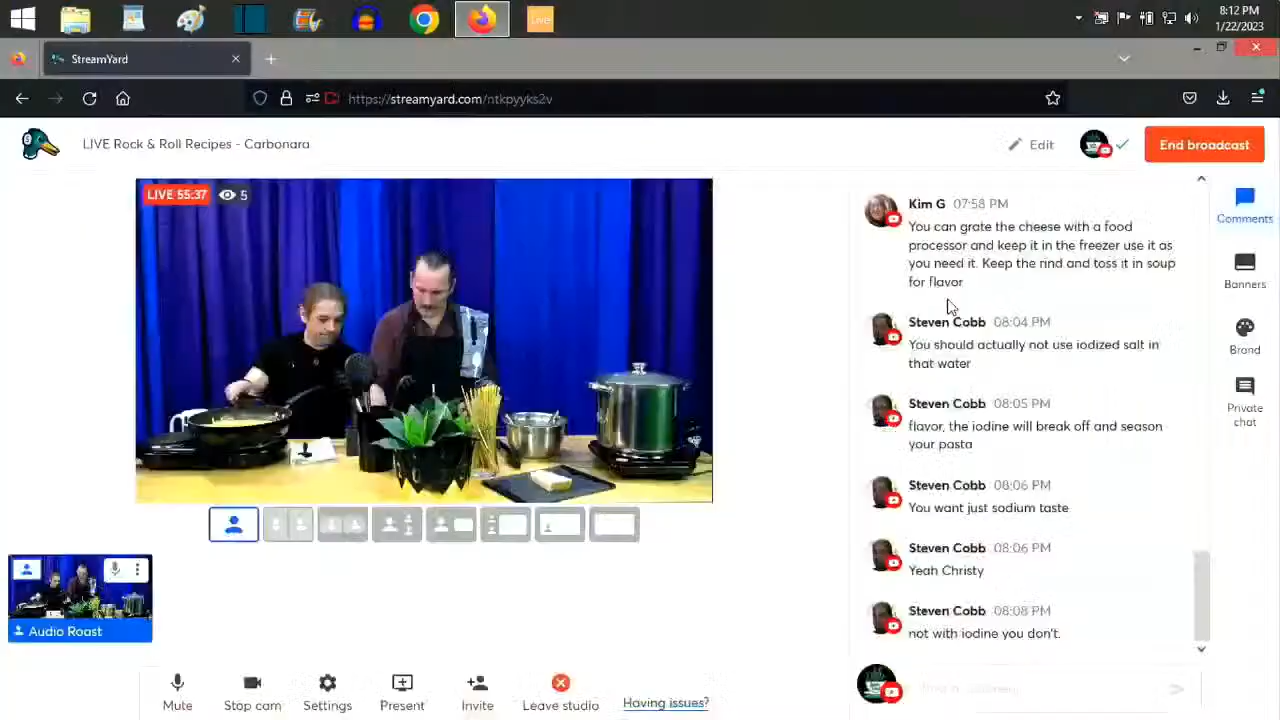 Live
8:12 PM
1/22/2023
StreamYard
https://streamyard.com/ntkpyyks2v
LIVE Rock & Roll Recipes - Carbonara
Edit
End broadcast
LIVE 55:37
5
Kim G 07:58 PM
You can grate the cheese with a food
processor and keep it in the freezer use it as
you need it. Keep the rind and toss it in soup
for flavor
Steven Cobb 08:04 PM
You should actually not use iodized salt in
that water
Steven Cobb 08:05 PM
flavor, the iodine will break off and season
your pasta
Steven Cobb 08:06 PM
You want just sodium taste
Steven Cobb 08:06 PM
Yeah Christy
Steven Cobb 08:08 PM
not with iodine you don't.
Comments
Banners
Brand
Private
chat
Audio Roast
Mute
Stop cam
Settings
Present
Invite
Leave studio
Having issues?